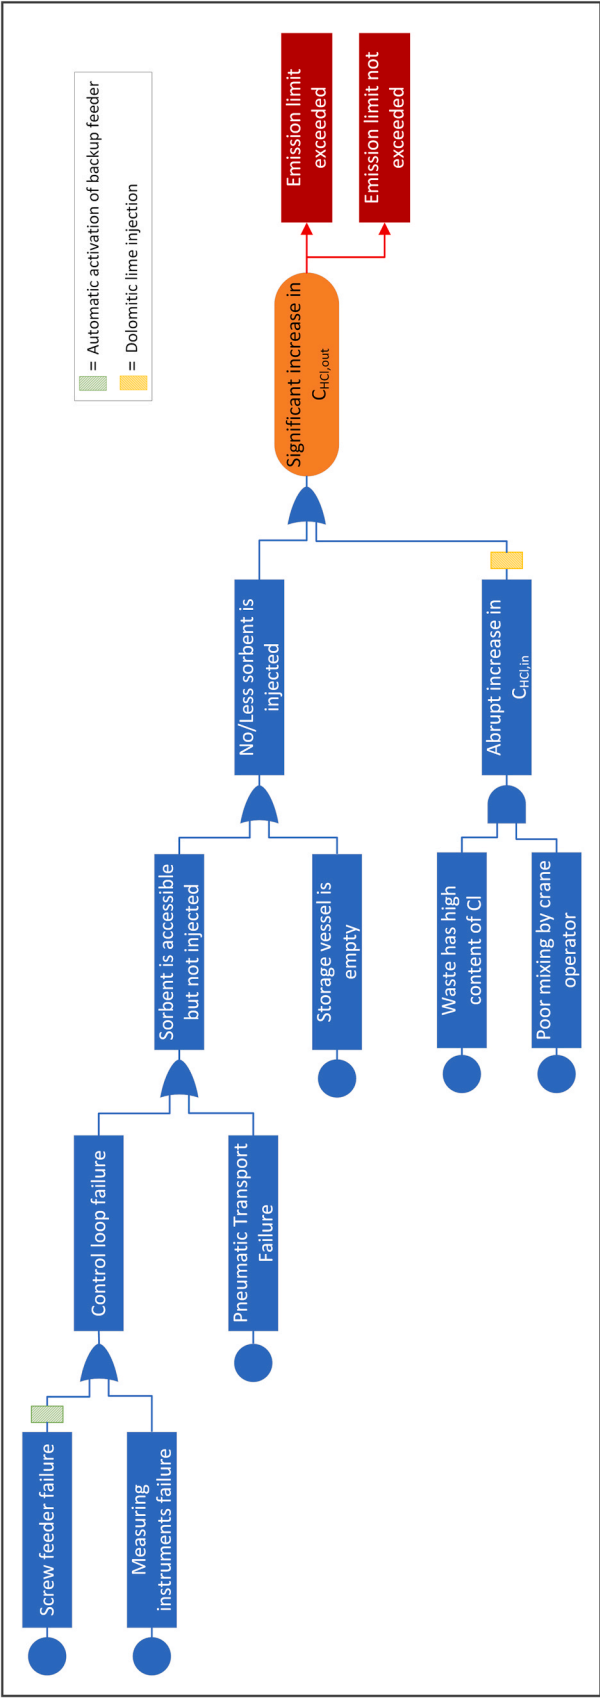 = Automatic activation of backup feeder
= Dolomitic lime injection
Screw feeder failure
Measuring
instruments failure
Control loop failure
Pneumatic Transport
Failure
Sorbent is accessible
but not injected
Storage vessel is
empty
Waste has high
content of Cl
Poor mixing by crane
operator
No/Less sorbent is
injected
Abrupt increase in
CHCl,in
Significant increase in
CHCl,out
Emission limit
exceeded
Emission limit not
exceeded